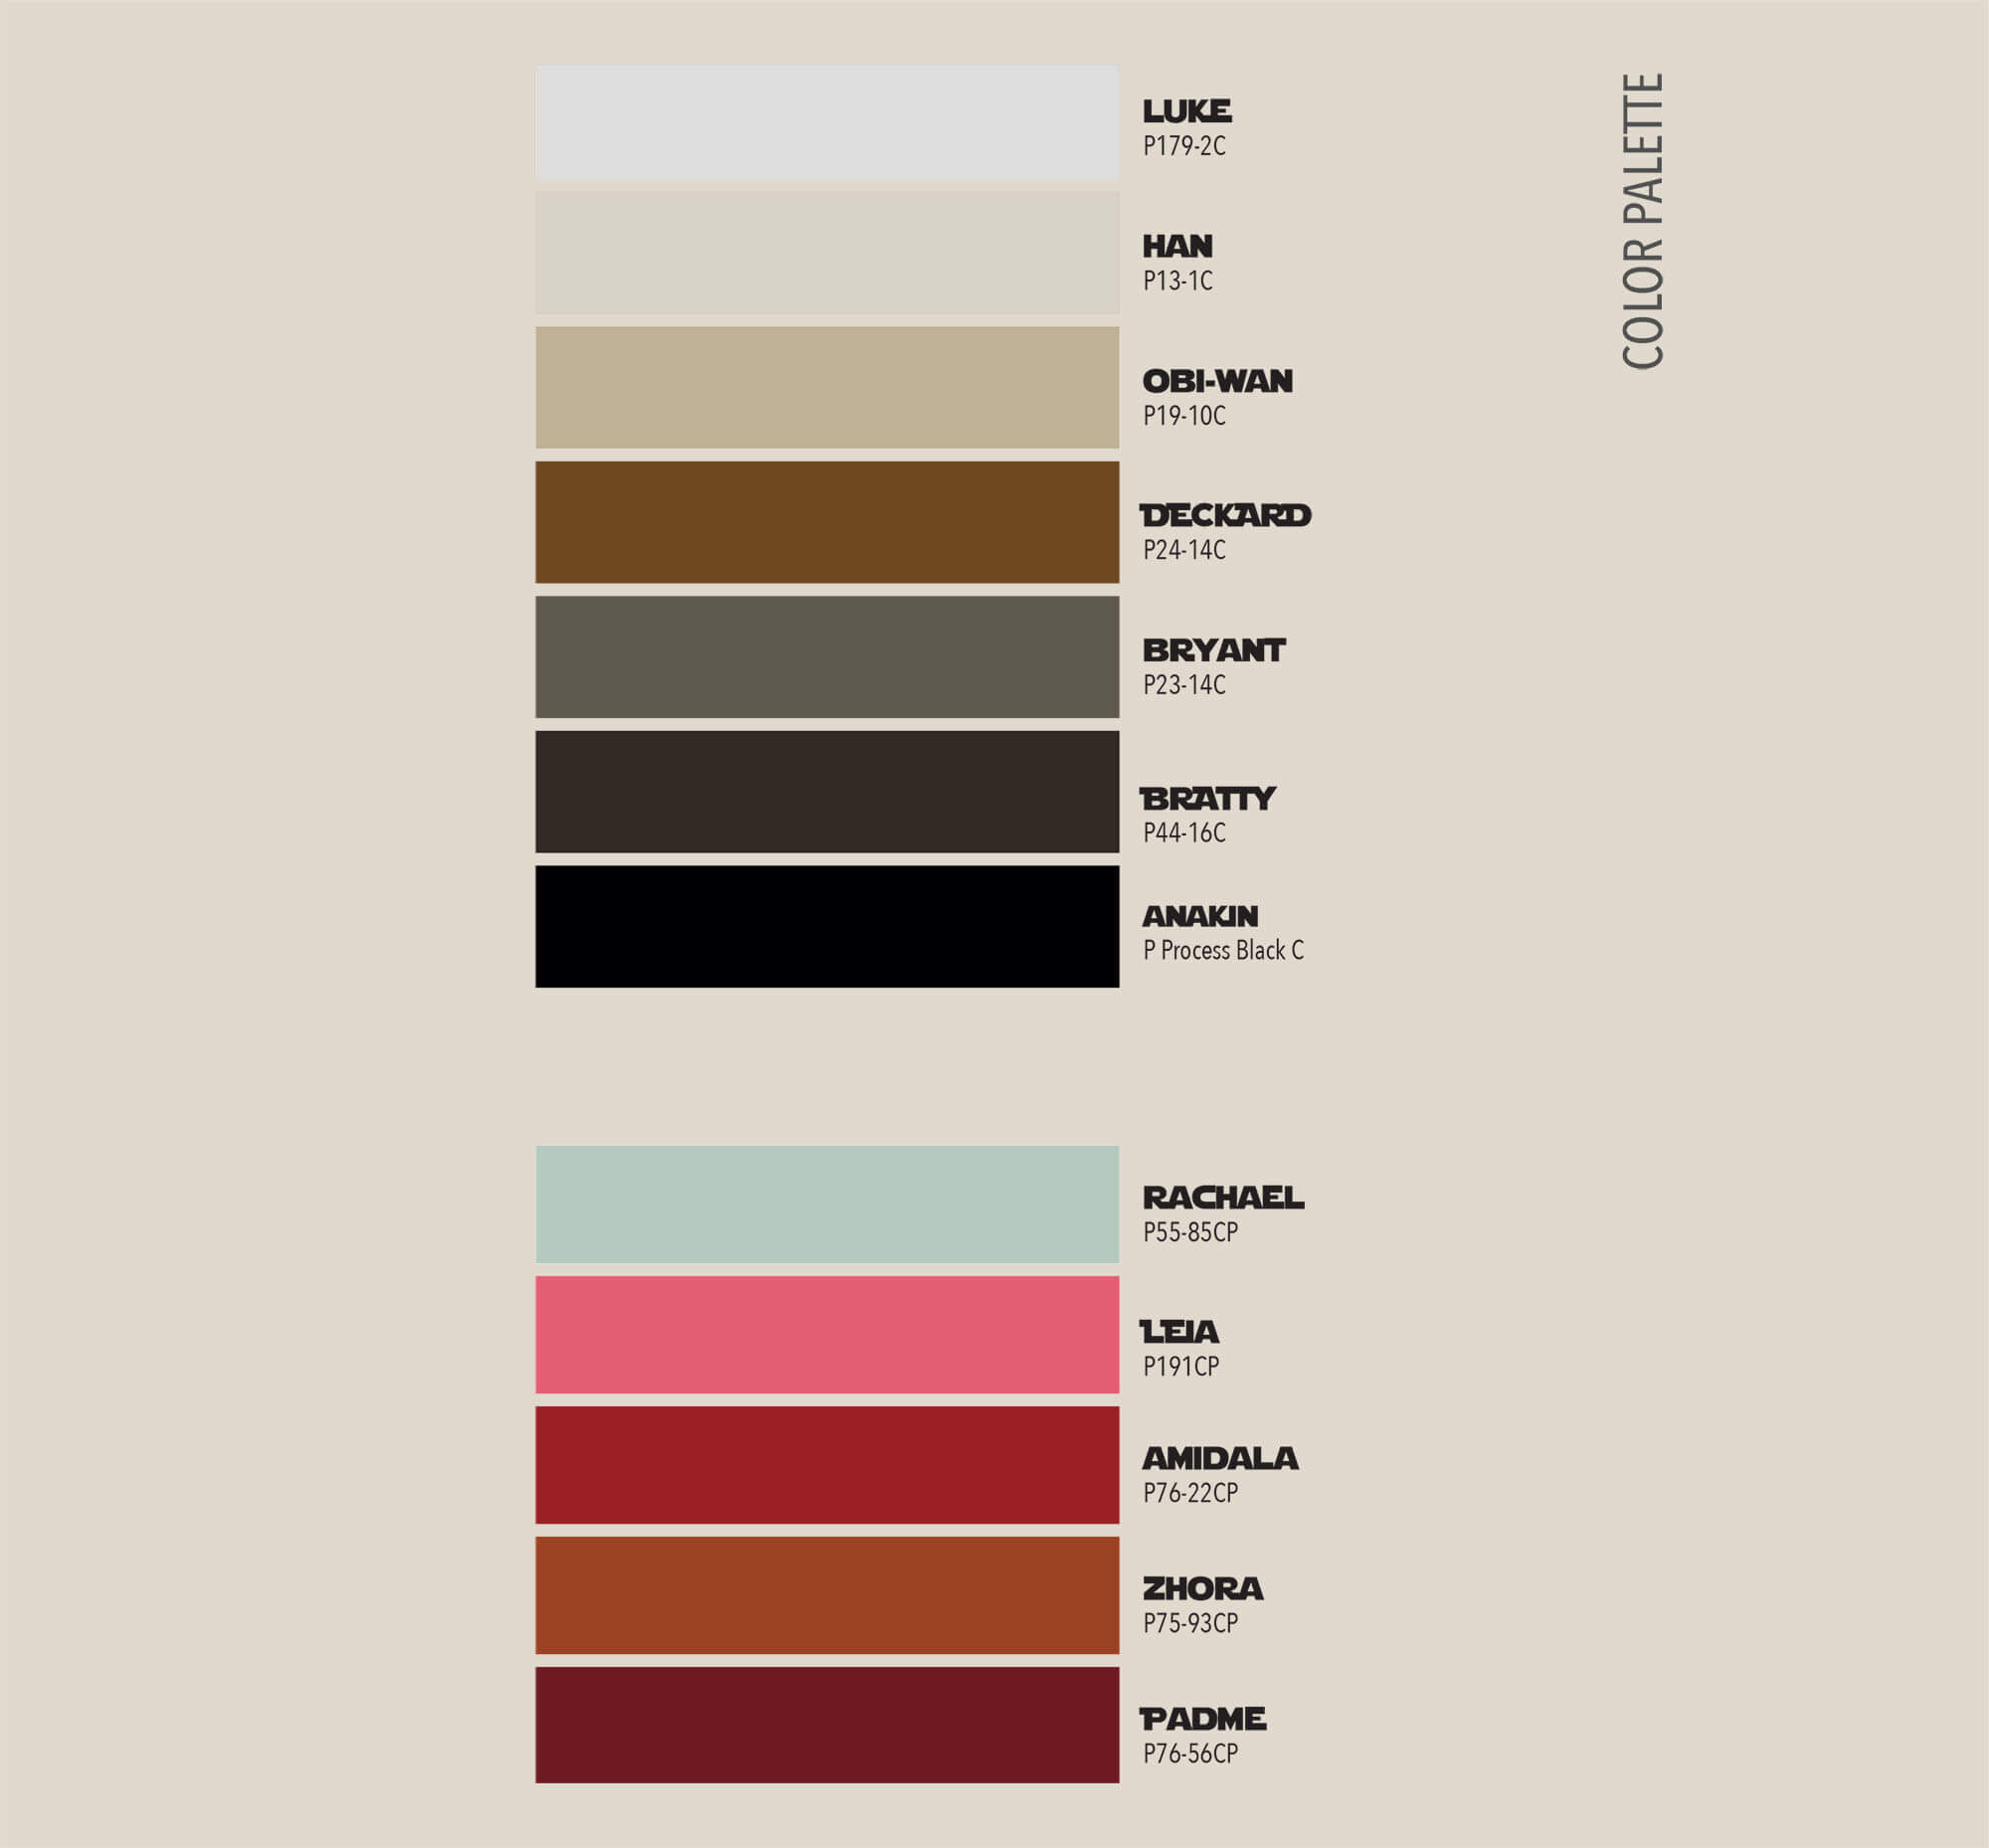 COLOR PALETTE
LUKE
P179-2C
HAN
P13-1C
OBI-WAN
P19-10C
DECKARD
P24-14C
BRYANT
P23-14C
BRATTY
P44-16C
ANAKIN
P Process Black C
RACHAEL
P55-85CP
LEIA
P191CP
AMIDALA
P76-22CP
ZHORA
P75-93CP
PADME
P76-56CP